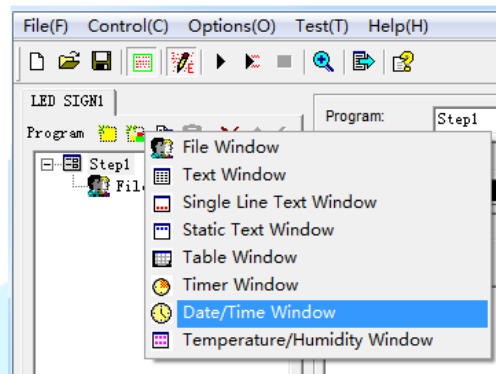 File(F) Control(C) Options(O) Test(T) Help(H)
LED SIGN1
Program
Program: Step1
Step1
File Window
Text Window
Single Line Text Window
Static Text Window
Table Window
Timer Window
Date/Time Window
Temperature/Humidity Window